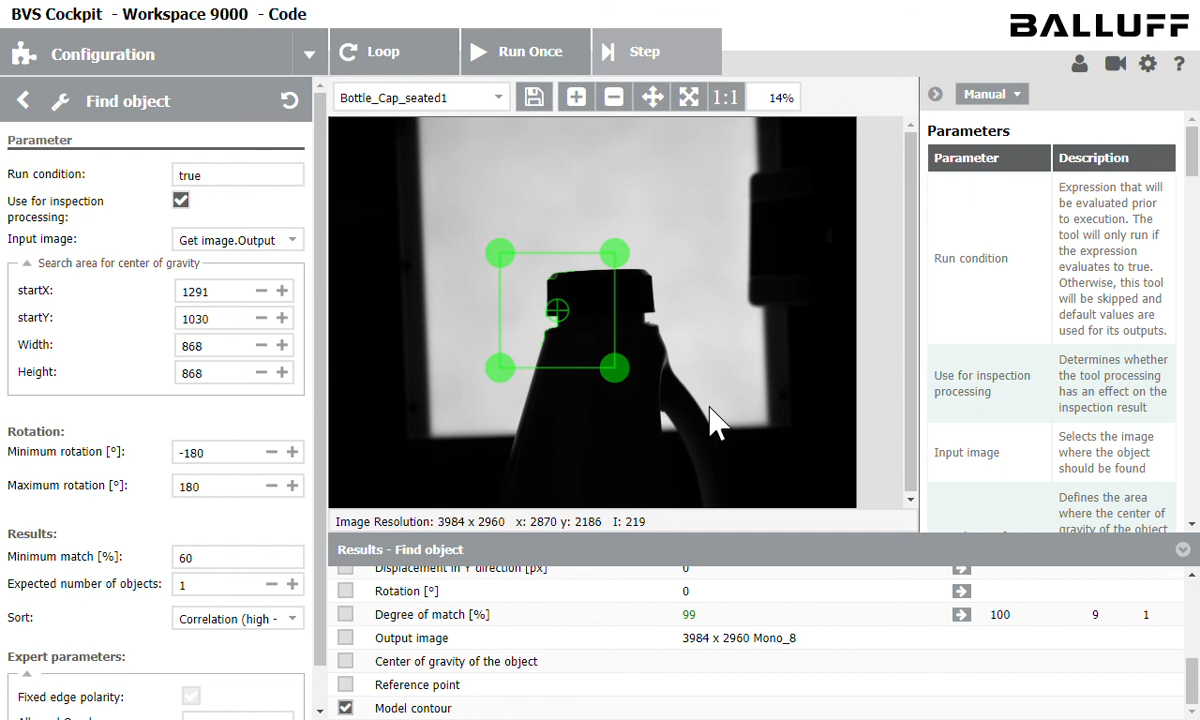 BVS Cockpit - Workspace 9000 - Code
BALLUFF
Configuration
Loop
Run Once
Step
Find object
Bottle_Cap_seated1
1:1
14%
Manual
Parameter
Run condition:
true
Use for inspection
processing:
Input image:
Get image.Output
Search area for center of gravity
startX:
1291
startY:
1030
Width:
868
Height:
868
Rotation:
Minimum rotation [°]:
-180
Maximum rotation [°]:
180
Results:
Minimum match [%]:
60
Expected number of objects:
1
Sort:
Correlation (high -
Expert parameters:
Fixed edge polarity:
Image Resolution: 3984 x 2960 x: 2870 y: 2186 I: 219
Results - Find object
Displacement in Y direction [px]
0
Rotation [°]
0
Degree of match [%]
99
100
9
1
Output image
3984 x 2960 Mono_8
Center of gravity of the object
Reference point
Model contour
Parameters
Parameter
Description
Run condition
Expression that will
be evaluated prior
to execution. The
tool will only run if
the expression
evaluates to true.
Otherwise, this tool
will be skipped and
default values are
used for its outputs.
Use for inspection
processing
Determines whether
the tool processing
has an effect on the
inspection result
Input image
Selects the image
where the object
should be found
Defines the area
where the center of
gravity of the object